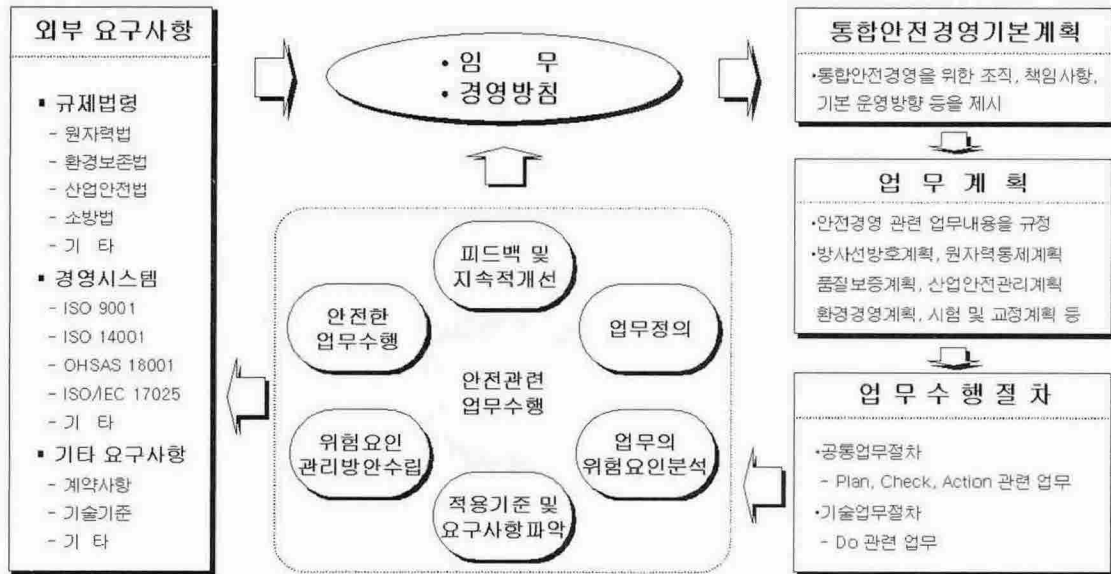 외부 요구사항
▪ 규제법령
- 원자력법
- 환경보존법
- 산업안전법
- 소방법
- 기 타
▪ 경영시스템
- ISO 9001
- ISO 14001
- OHSAS 18001
- ISO/IEC 17025
- 기 타
▪ 기타 요구사항
- 계약사항
- 기술기준
- 기 타
• 임 무
• 경영방침
피드백 및
지속적개선
안전한
업무수행
업무정의
안전관련
업무수행
위험요인
관리방안수립
업무의
위험요인분석
적용기준 및
요구사항파악
통합안전경영기본계획
•통합안전경영을 위한 조직, 책임사항,
기본 운영방향 등을 제시
업 무 계 획
•안전경영 관련 업무내용을 규정
•방사선방호계획, 원자력통제계획
품질보증계획, 산업안전관리계획
환경경영계획, 시험 및 교정계획 등
업 무 수 행 절 차
•공통업무절차
- Plan, Check, Action 관련 업무
•기술업무절차
- Do 관련 업무